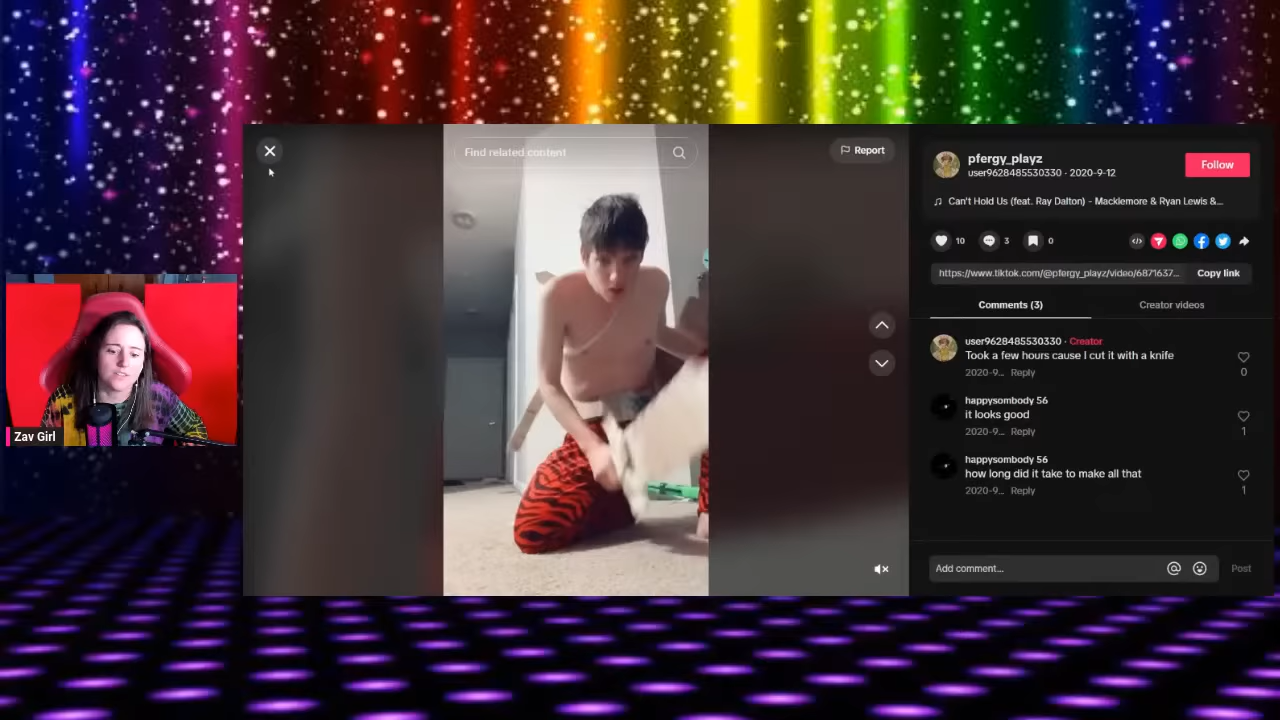 Find related content
Report
pfergy_playz
user9628485530330 · 2020-9-12
Follow
Can't Hold Us (feat. Ray Dalton) - Macklemore & Ryan Lewis &...
10
3
0
https://www.tiktok.com/@pfergy_playz/video/6871637...
Copy link
Comments (3)
Creator videos
user9628485530330 · Creator
Took a few hours cause I cut it with a knife
2020-9... Reply
0
happysombody 56
it looks good
2020-9... Reply
1
happysombody 56
how long did it take to make all that
2020-9... Reply
1
Add comment...
Post
Zav Girl